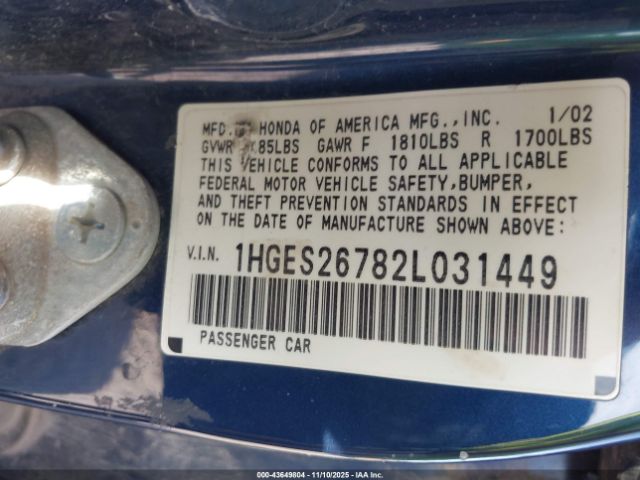 MFD. HONDA OF AMERICA MFG.,INC. 1/02
GVWR 85LBS GAWR F 1810LBS R 1700LBS
THIS VEHICLE CONFORMS TO ALL APPLICABLE
FEDERAL MOTOR VEHICLE SAFETY,BUMPER,
AND THEFT PREVENTION STANDARDS IN EFFECT
ON THE DATE OF MANUFACTURE SHOWN ABOVE:
V.I.N. 1HGES26782L031449
PASSENGER CAR
000-43649804 - 11/10/2025 - IAA Inc.